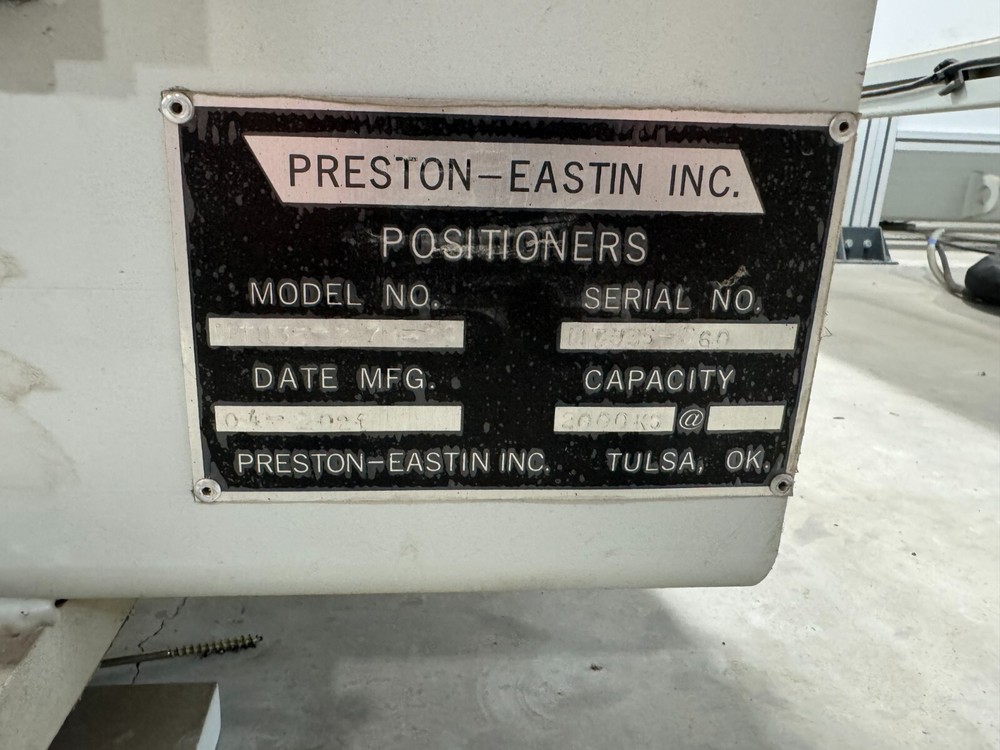 PRESTON-EASTIN INC.
POSITIONERS
MODEL NO. SERIAL NO.
DATE MFG. CAPACITY
@
PRESTON-EASTIN INC. TULSA, OK.